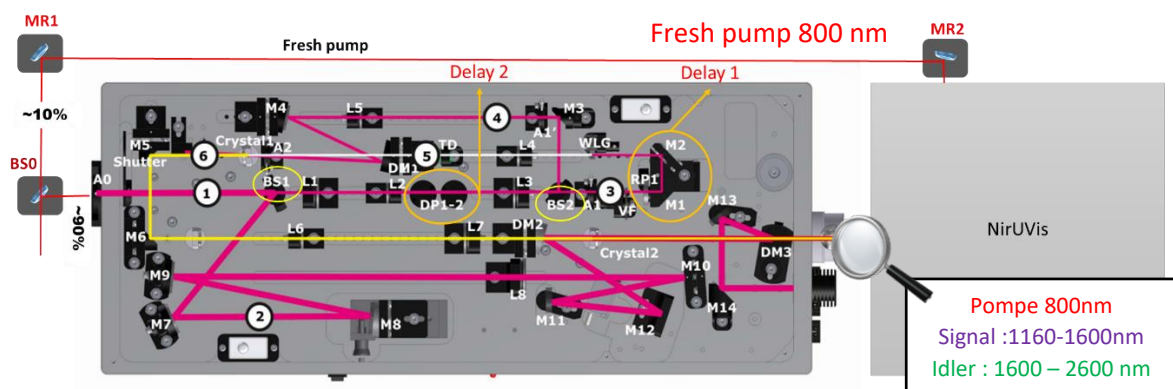 MR1
MR2
Fresh pump
Fresh pump 800 nm
Delay 2
Delay 1
~10%
M4
L5
4
M3
A1'
M5
Shutter
6
Crystal1
A2
DM1
5
TD
L4
WLG
M2
BS0
A0
1
BS1
L1
L2
DP1-2
L3
BS2
A1
3
VF
RP1
M1
~90%
M6
L6
L7
DM2
Crystal2
M13
DM3
NirUVis
M9
M10
L8
M7
2
M8
M11
M12
M14
Pompe 800nm
Signal :1160-1600nm
Idler : 1600 – 2600 nm